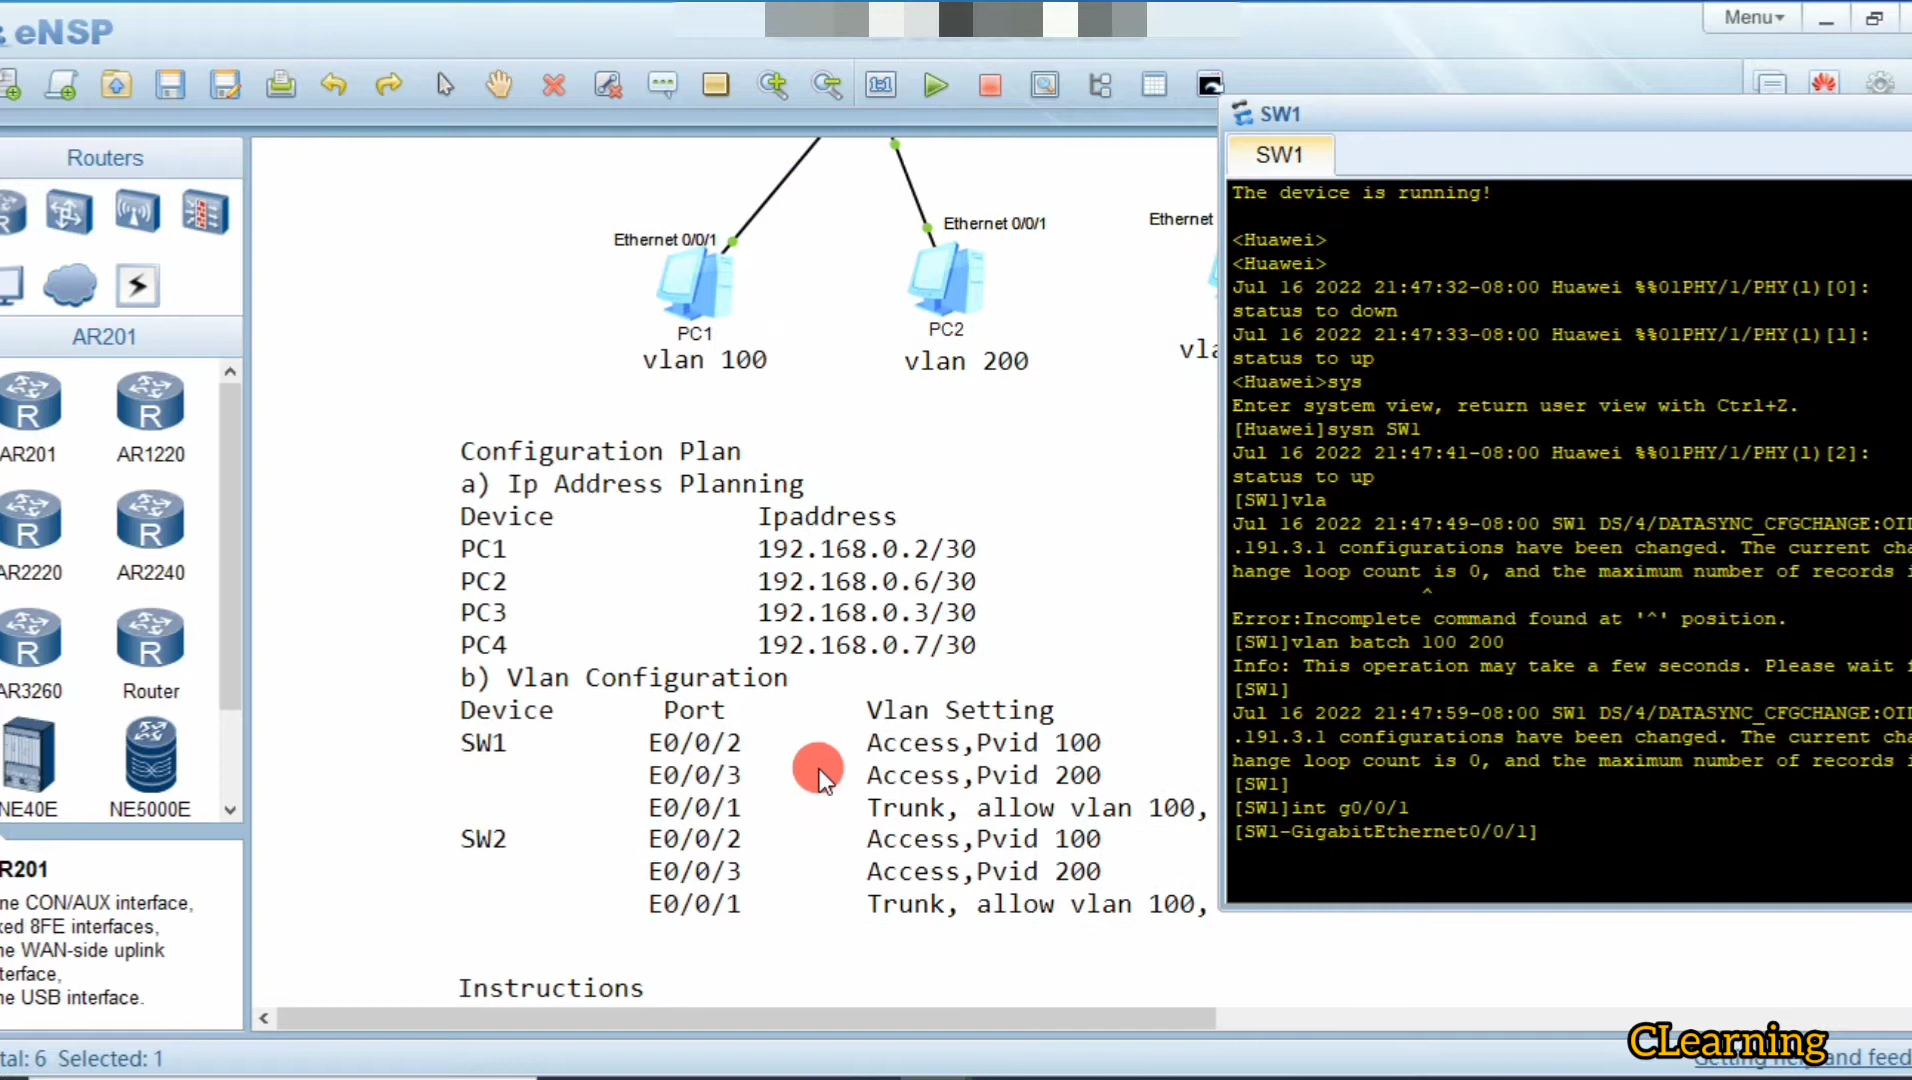 eNSP
Menu
Routers
AR201
AR201
AR1220
AR2220
AR2240
AR3260
Router
NE40E
NE5000E
R201
ne CON/AUX interface,
xed 8FE interfaces,
ne WAN-side uplink
terface,
ne USB interface.
tal: 6 Selected: 1
Ethernet 0/0/1
Ethernet 0/0/1
Ethernet
PC1
PC2
vlan 100
vlan 200
vla
Configuration Plan
a) Ip Address Planning
Device Ipaddress
PC1 192.168.0.2/30
PC2 192.168.0.6/30
PC3 192.168.0.3/30
PC4 192.168.0.7/30
b) Vlan Configuration
Device Port Vlan Setting
SW1 E0/0/2 Access,Pvid 100
E0/0/3 Access,Pvid 200
E0/0/1 Trunk, allow vlan 100,
SW2 E0/0/2 Access,Pvid 100
E0/0/3 Access,Pvid 200
E0/0/1 Trunk, allow vlan 100,
Instructions
SW1
SW1
The device is running!
<Huawei>
<Huawei>
Jul 16 2022 21:47:32-08:00 Huawei %%01PHY/1/PHY(l)[0]:
status to down
Jul 16 2022 21:47:33-08:00 Huawei %%01PHY/1/PHY(l)[1]:
status to up
<Huawei>sys
Enter system view, return user view with Ctrl+Z.
[Huawei]sysn SW1
Jul 16 2022 21:47:41-08:00 Huawei %%01PHY/1/PHY(l)[2]:
status to up
[SW1]vla
Jul 16 2022 21:47:49-08:00 SW1 DS/4/DATASYNC_CFGCHANGE:OID
.191.3.1 configurations have been changed. The current cha
hange loop count is 0, and the maximum number of records i
^
Error:Incomplete command found at '^' position.
[SW1]vlan batch 100 200
Info: This operation may take a few seconds. Please wait f
[SW1]
Jul 16 2022 21:47:59-08:00 SW1 DS/4/DATASYNC_CFGCHANGE:OID
.191.3.1 configurations have been changed. The current cha
hange loop count is 0, and the maximum number of records i
[SW1]
[SW1]int g0/0/1
[SW1-GigabitEthernet0/0/1]
CLearning
Getting help and feed